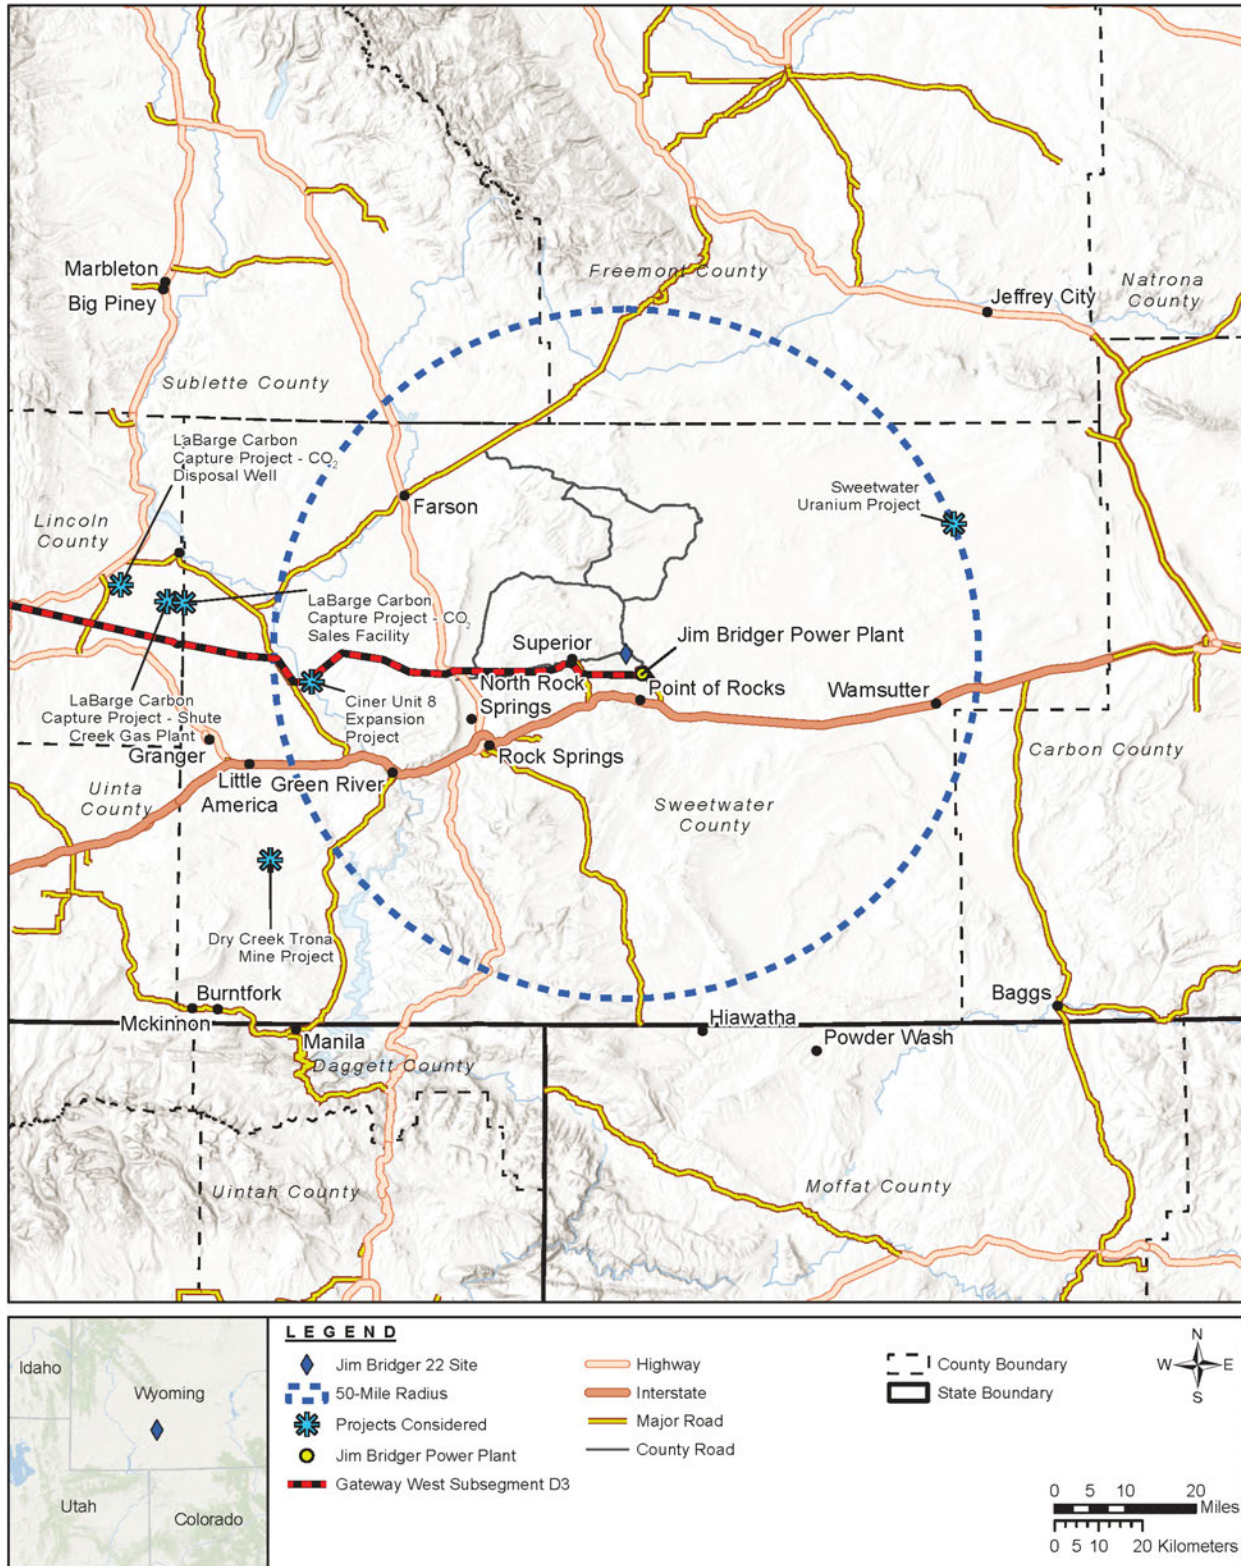 Freemont County
Natrona
County
Marbleton
Big Piney
Jeffrey City
Sublette County
LaBarge Carbon
Capture Project - CO₂
Disposal Well
Farson
Sweetwater
Uranium Project
Lincoln
County
LaBarge Carbon
Capture Project - CO₂
Sales Facility
Superior
Jim Bridger Power Plant
North Rock
Springs
Point of Rocks
Wamsutter
LaBarge Carbon
Capture Project - Shute
Creek Gas Plant
Ciner Unit 8
Expansion
Project
Granger
Rock Springs
Carbon County
Little
America
Green River
Uinta
County
Sweetwater
County
Dry Creek Trona
Mine Project
Burntfork
Mckinnon
Manila
Baggs
Hiawatha
Powder Wash
Daggett County
Uintah County
Moffat County
Idaho
Wyoming
Utah
Colorado
LEGEND
Jim Bridger 22 Site
50-Mile Radius
Projects Considered
Jim Bridger Power Plant
Gateway West Subsegment D3
Highway
Interstate
Major Road
County Road
County Boundary
State Boundary
N
W E
S
0 5 10 20
Miles
0 5 10 20 Kilometers